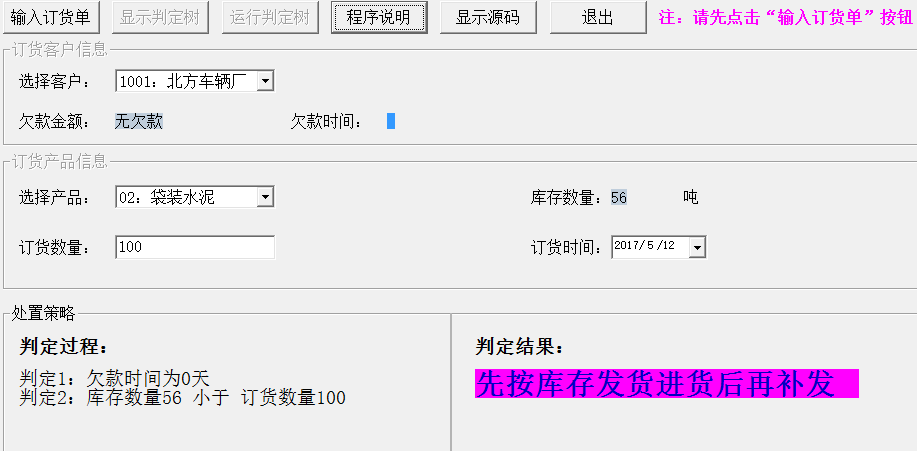 输入订货单 显示判定树 运行判定树 程序说明 显示源码 退出 注：请先点击“输入订货单”按钮
订货客户信息
选择客户： 1001：北方车辆厂
欠款金额： 无欠款 欠款时间：
订货产品信息
选择产品： 02：袋装水泥 库存数量：56 吨
订货数量： 100 订货时间：2017/5/12
处置策略
判定过程： 判定结果：
判定1：欠款时间为0天 先按库存发货进货后再补发
判定2：库存数量56 小于 订货数量100